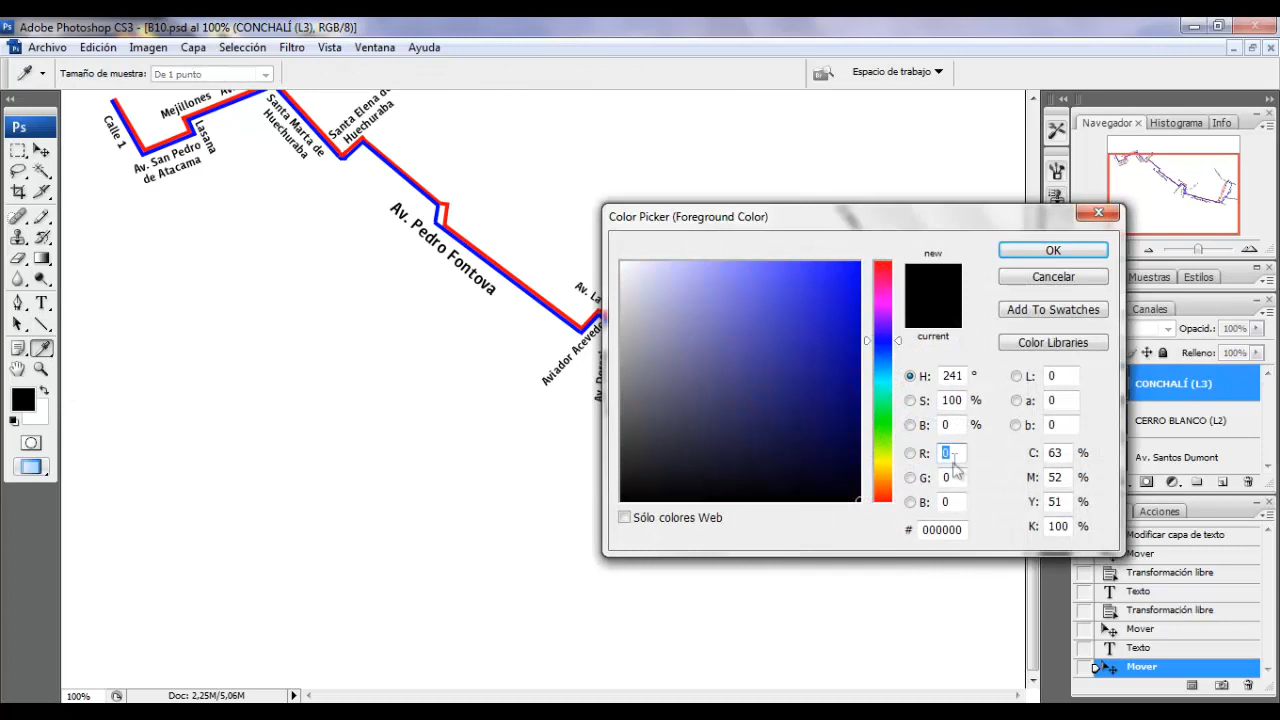 Ps Adobe Photoshop CS3 - [B10.psd al 100% (CONCHALÍ (L3), RGB/8)]
Ps Archivo Edición Imagen Capa Selección Filtro Vista Ventana Ayuda
Tamaño de muestra: De 1 punto
Espacio de trabajo
Ps
Calle 1
Mejillones
Lasana
Av. San Pedro
de Atacama
Santa Marta de
Huechuraba
Santa Elena de
Huechuraba
Av. Pedro Fontova
Aviador Acevedo
Color Picker (Foreground Color)
new
current
OK
Cancelar
Add To Swatches
Color Libraries
H: 241 °
S: 100 %
B: 0 %
R: 0
G: 0
B: 0
# 000000
L: 0
a: 0
b: 0
C: 63 %
M: 52 %
Y: 51 %
K: 100 %
Sólo colores Web
Navegador Histograma Info
Muestras Estilos
Canales
Opacid.: 100%
Relleno: 100%
CONCHALÍ (L3)
CERRO BLANCO (L2)
Av. Santos Dumont
Acciones
Modificar capa de texto
Mover
Transformación libre
T Texto
Transformación libre
Mover
T Texto
Mover
100% Doc: 2,25M/5,06M